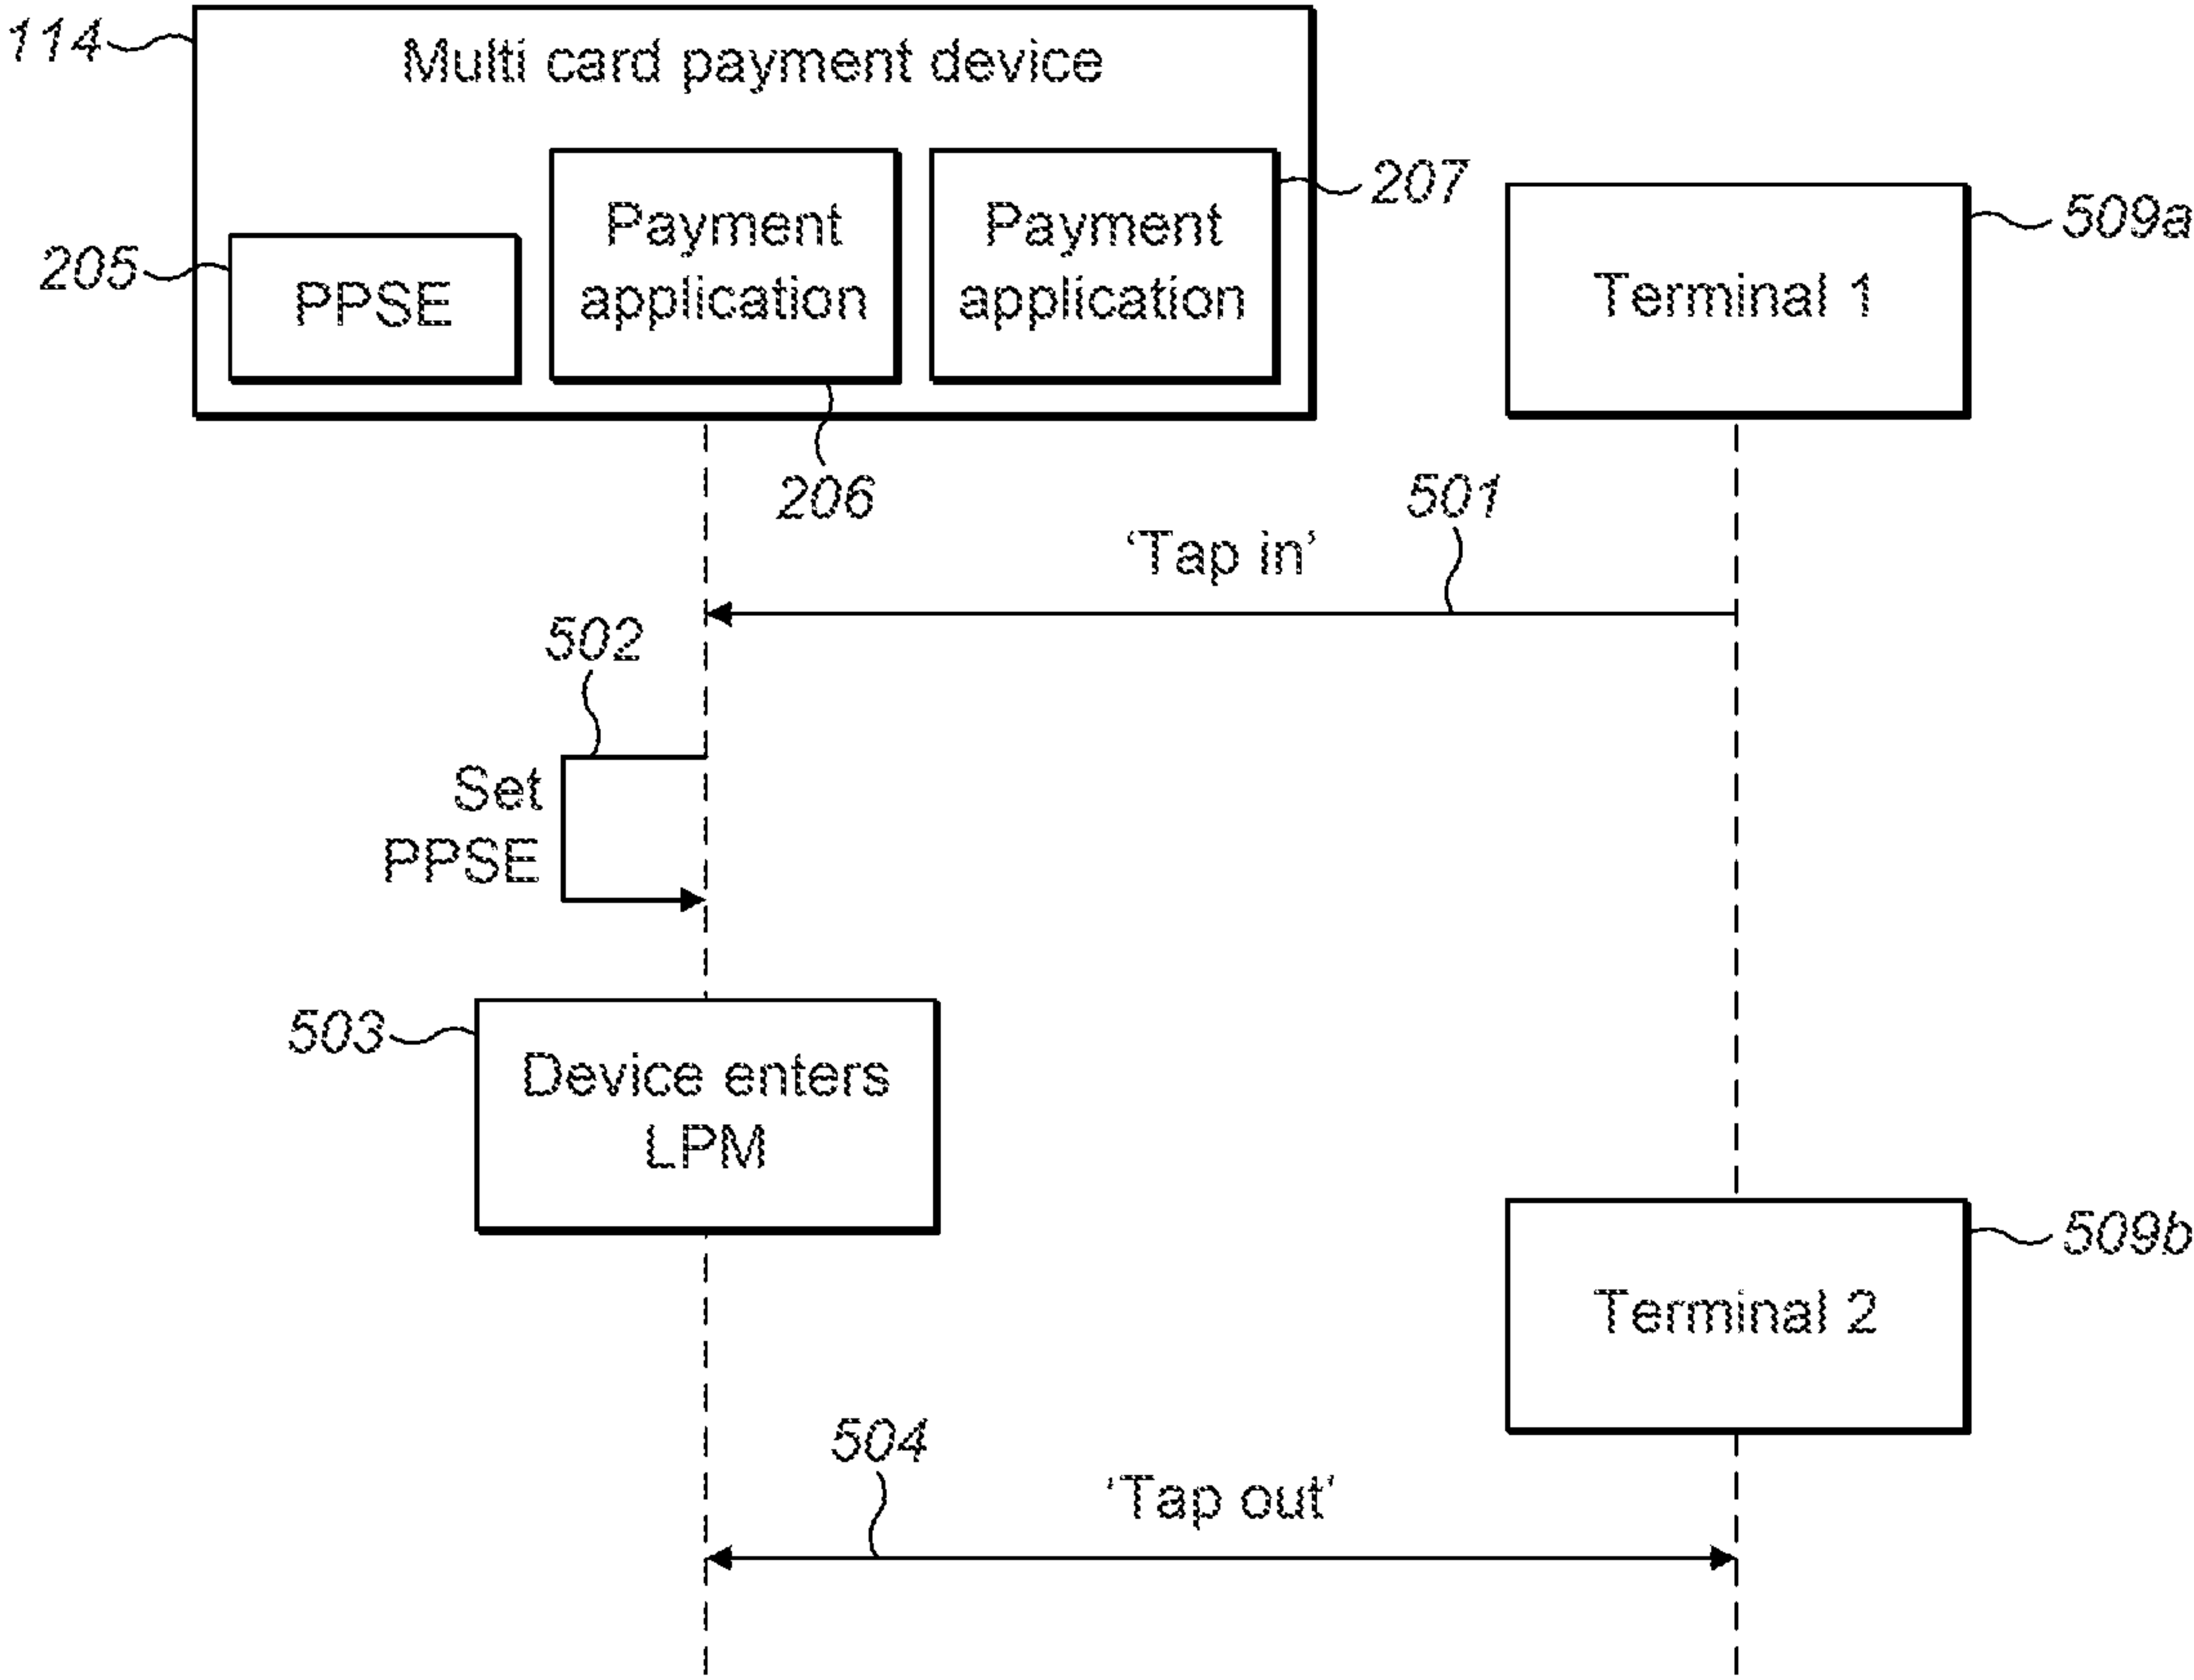 114
Multi card payment device
205
PPSE
Payment
application
206
Payment
application
207
Terminal 1
509a
501
'Tap in'
502
Set
PPSE
503
Device enters
LPM
Terminal 2
509b
504
'Tap out'